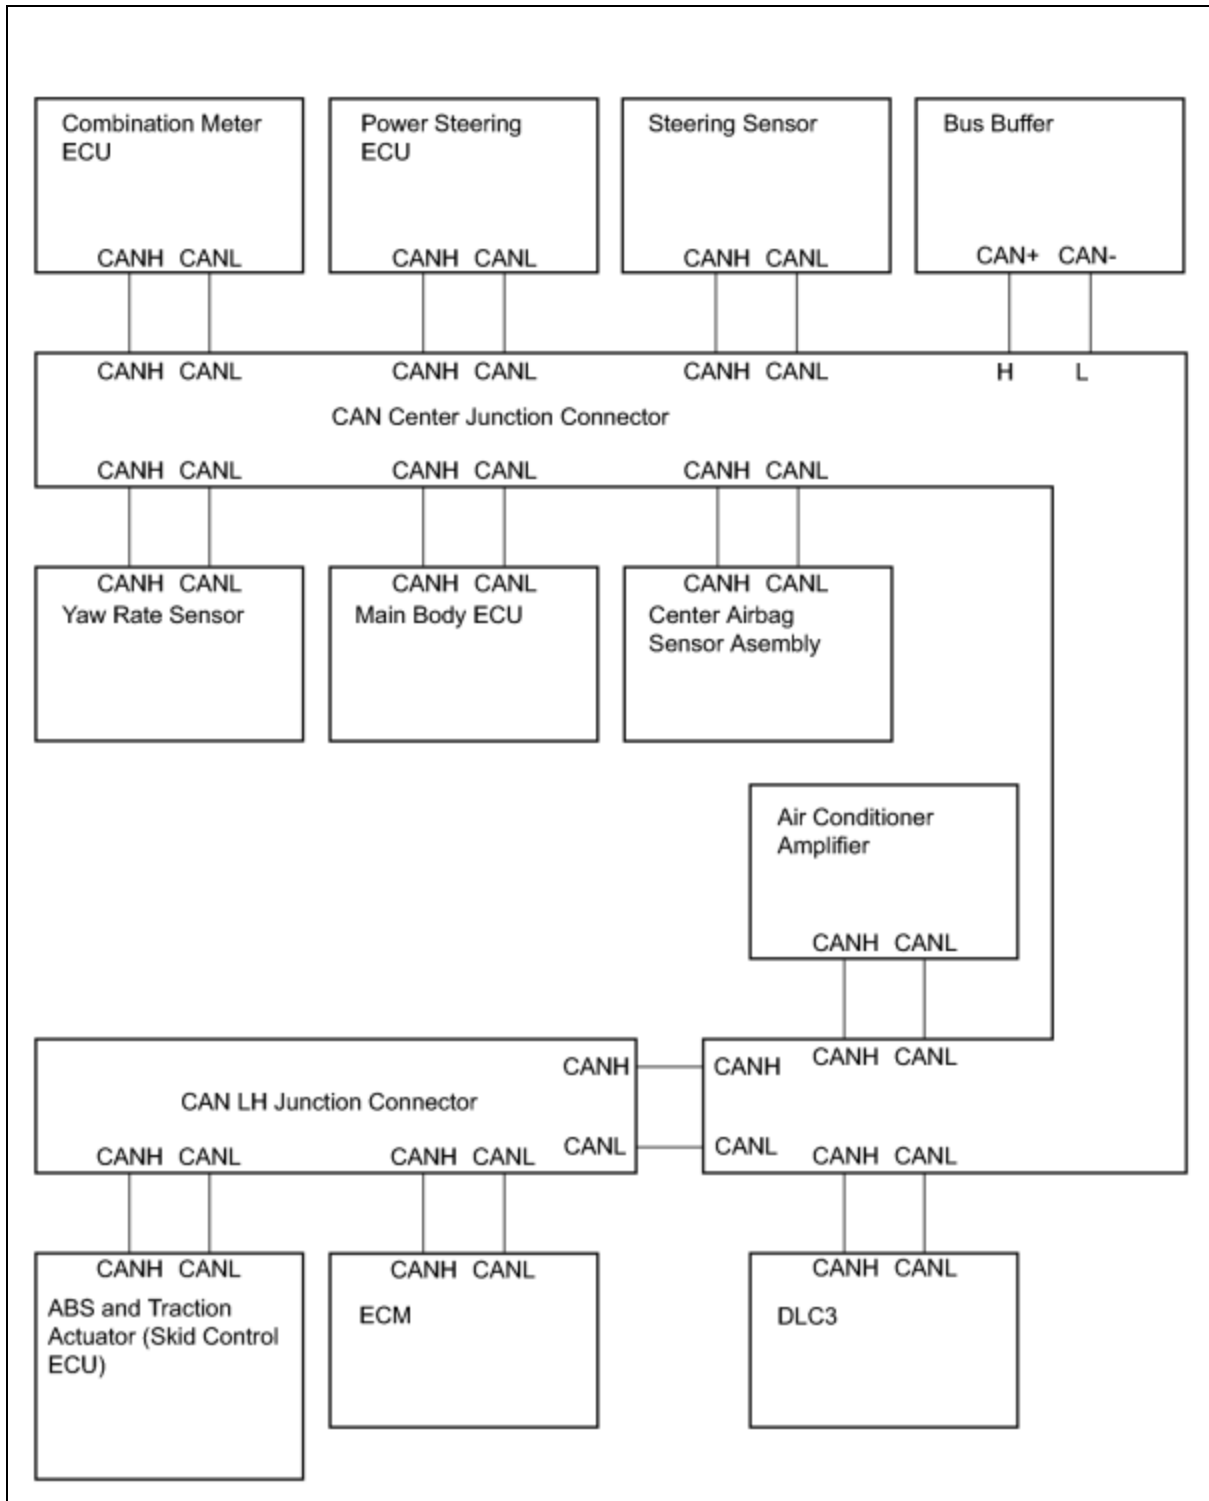 Combination Meter
ECU
Power Steering
ECU
Steering Sensor
Bus Buffer
CANH CANL
CANH CANL
CANH CANL
CAN+ CAN-
CANH CANL
CANH CANL
CANH CANL
H L
CAN Center Junction Connector
CANH CANL
CANH CANL
CANH CANL
CANH CANL
CANH CANL
CANH CANL
Yaw Rate Sensor
Main Body ECU
Center Airbag
Sensor Asembly
Air Conditioner
Amplifier
CANH CANL
CANH CANL
CANH
CANH
CAN LH Junction Connector
CANL
CANL
CANH CANL
CANH CANL
CANH CANL
CANH CANL
CANH CANL
CANH CANL
ABS and Traction
Actuator (Skid Control
ECU)
ECM
DLC3